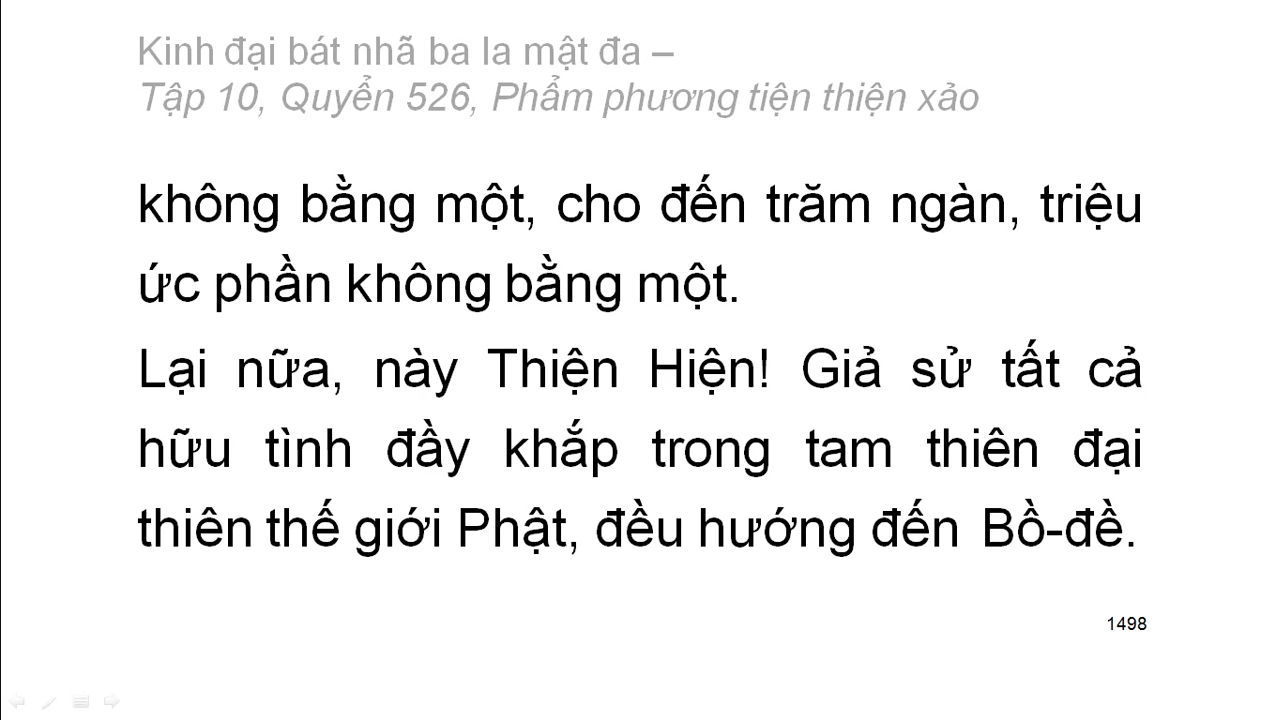 Kinh đại bát nhã ba la mật đa –
Tập 10, Quyển 526, Phẩm phương tiện thiện xảo
không bằng một, cho đến trăm ngàn, triệu
ức phần không bằng một.
Lại nữa, này Thiện Hiện! Giả sử tất cả
hữu tình đầy khắp trong tam thiên đại
thiên thế giới Phật, đều hướng đến Bồ-đề.
1498